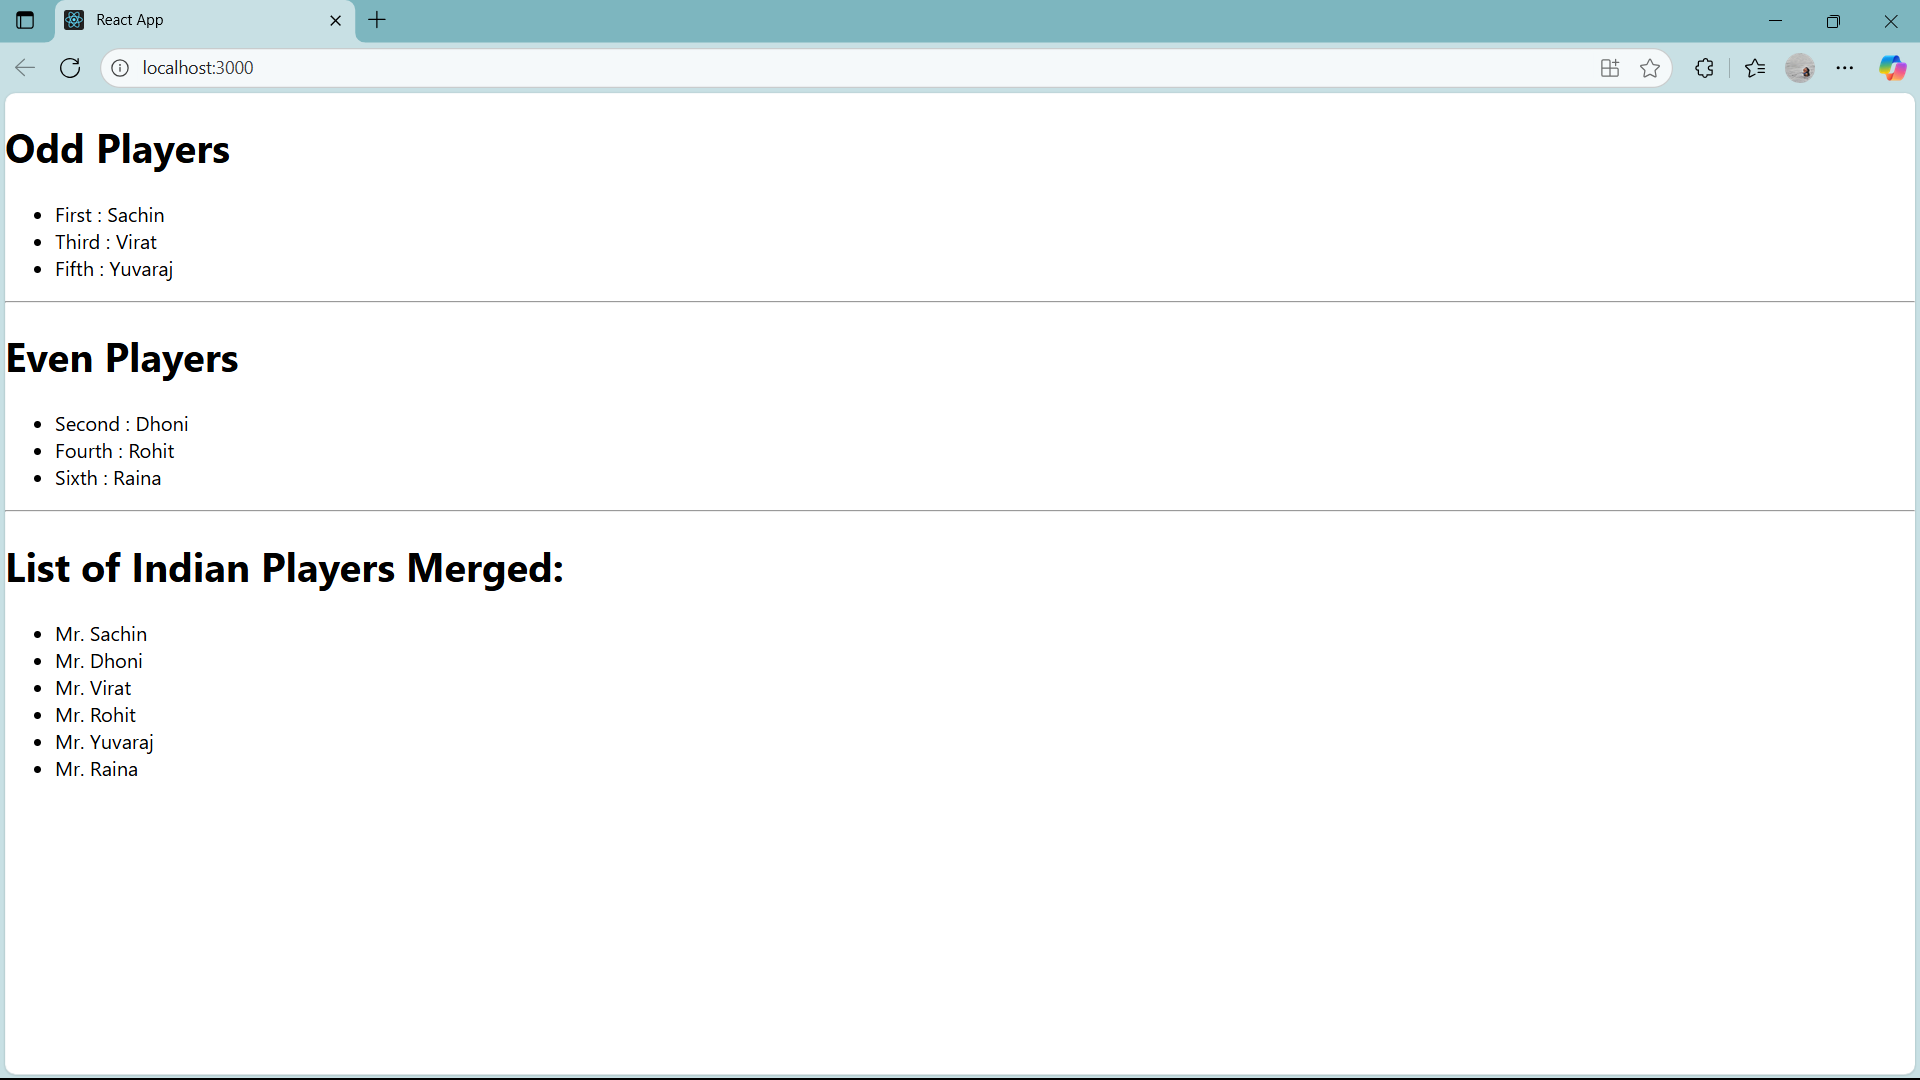 React App
localhost:3000
Odd Players
First : Sachin
Third : Virat
Fifth : Yuvaraj
Even Players
Second : Dhoni
Fourth : Rohit
Sixth : Raina
List of Indian Players Merged:
Mr. Sachin
Mr. Dhoni
Mr. Virat
Mr. Rohit
Mr. Yuvaraj
Mr. Raina